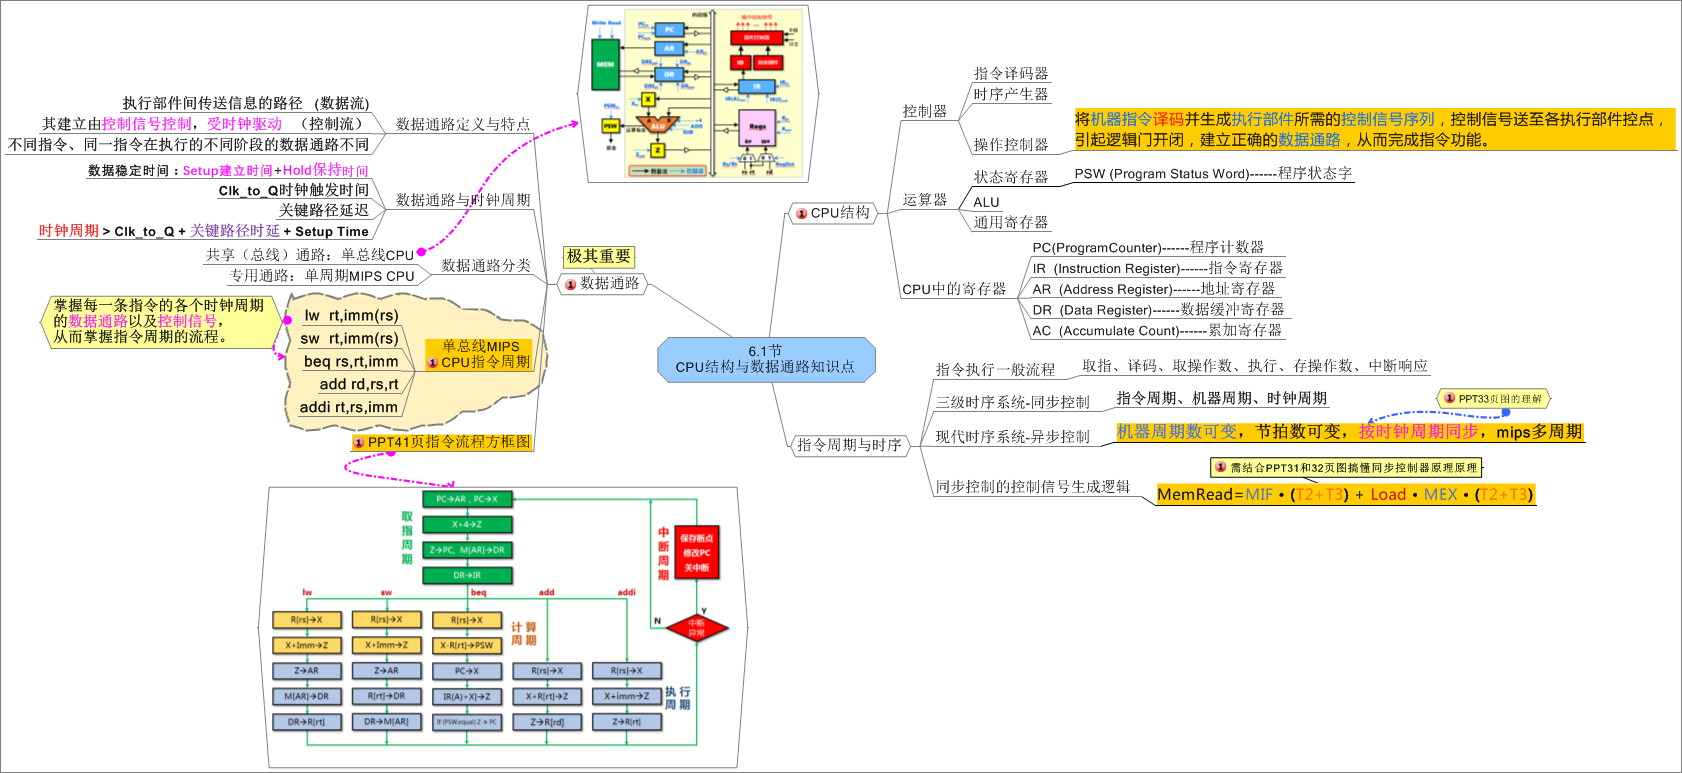 6.1节
CPU结构与数据通路知识点
CPU结构
控制器
指令译码器
时序产生器
操作控制器
将机器指令译码并生成执行部件所需的控制信号序列，控制信号送至各执行部件控点，
引起逻辑门开闭，建立正确的数据通路，从而完成指令功能。
运算器
状态寄存器
PSW (Program Status Word)------程序状态字
ALU
通用寄存器
CPU中的寄存器
PC(ProgramCounter)------程序计数器
IR (Instruction Register)------指令寄存器
AR (Address Register)------地址寄存器
DR (Data Register)------数据缓冲寄存器
AC (Accumulate Count)------累加寄存器
指令周期与时序
指令执行一般流程
取指、译码、取操作数、执行、存操作数、中断响应
三级时序系统-同步控制
指令周期、机器周期、时钟周期
现代时序系统-异步控制
机器周期数可变，节拍数可变，按时钟周期同步，mips多周期
PPT33页图的理解
同步控制的控制信号生成逻辑
需结合PPT31和32页图搞懂同步控制器原理原理
MemRead=MIF·(T2+T3) + Load·MEX·(T2+T3)
极其重要
数据通路
数据通路定义与特点
执行部件间传送信息的路径 (数据流)
其建立由控制信号控制，受时钟驱动 （控制流）
不同指令、同一指令在执行的不同阶段的数据通路不同
数据通路与时钟周期
数据稳定时间：Setup建立时间+Hold保持时间
Clk_to_Q时钟触发时间
关键路径延迟
时钟周期 > Clk_to_Q + 关键路径时延 + Setup Time
数据通路分类
共享（总线）通路：单总线CPU
专用通路：单周期MIPS CPU
单总线MIPS
CPU指令周期
lw rt,imm(rs)
sw rt,imm(rs)
beq rs,rt,imm
add rd,rs,rt
addi rt,rs,imm
掌握每一条指令的各个时钟周期
的数据通路以及控制信号，
从而掌握指令周期的流程。
PPT41页指令流程方框图
Write Read
MEM
PC
AR
DR
X
ALU
PSW
Z
ID
IR
Regs
取指周期
PC→AR，PC→X
X+4→Z
Z→PC, M[AR]→DR
DR→IR
lw sw beq add addi
计算周期
执行周期
R[rs]→X
X+Imm→Z
Z→AR
M[AR]→DR
DR→R[rt]
R[rs]→X
X+Imm→Z
Z→AR
R[rt]→DR
DR→M[AR]
R[rs]→X
X-R[rt]→PSW
PC→X
IR(A)+X]→Z
If (PSW.equal) Z→PC
R[rs]→X
X+R[rt]→Z
Z→R[rd]
R[rs]→X
X+imm→Z
Z→R[rt]
中断周期
保存断点
修改PC
关中断
中断
异常
Y
N